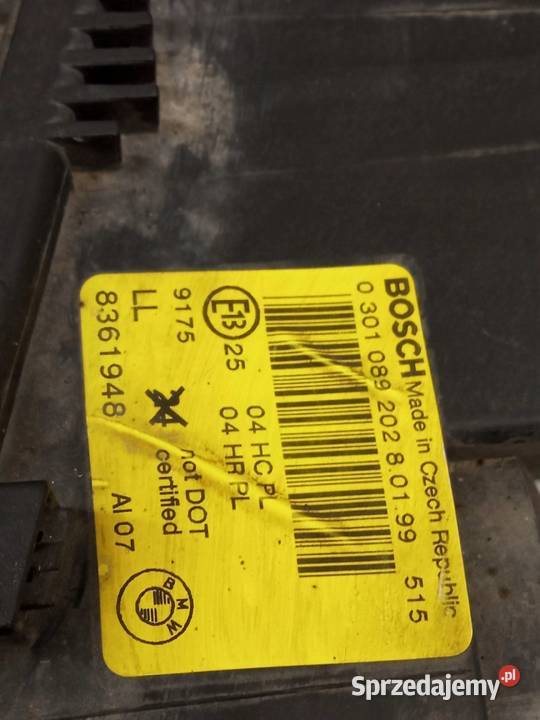 BOSCH Made in Czech Republic
0 301 089 202 8.01.99 515
E13 25 04 HC PL
04 HR PL
9175 not DOT
certified
LL
8361948 AI 07
BMW
Sprzedajemy.pl